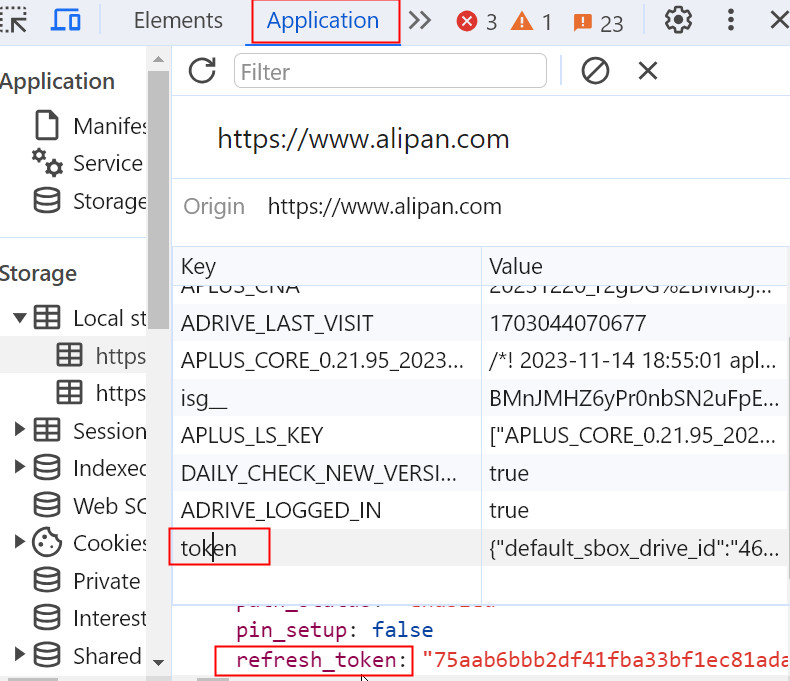 Elements Application 3 1 23
Filter
Application
Manifes
Service
Storage
https://www.alipan.com
Origin https://www.alipan.com
Storage
Local st
https
https
Session
Indexed
Web SQ
Cookies
Private
Interest
Shared
Key Value
APLUS_CNA
ADRIVE_LAST_VISIT 1703044070677
APLUS_CORE_0.21.95_2023... /*! 2023-11-14 18:55:01 apl...
isg__ BMnJMHZ6yPr0nbSN2uFpE...
APLUS_LS_KEY ["APLUS_CORE_0.21.95_202...
DAILY_CHECK_NEW_VERSI... true
ADRIVE_LOGGED_IN true
token {"default_sbox_drive_id":"46...
pin_setup: false
refresh_token: "75aab6bbb2df41fba33bf1ec81ada